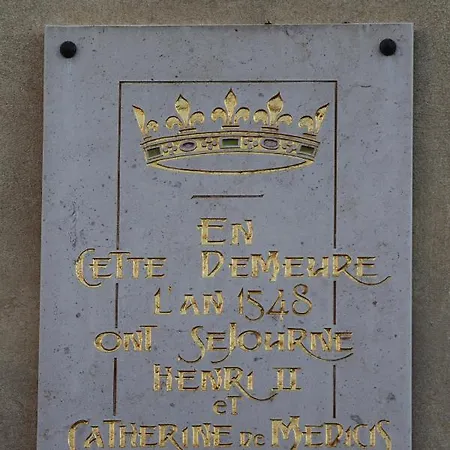 EN
CETTE DEMEURE
L'AN 1548
ONT SEJOURNE
HENRI II
ET
CATHERINE DE MEDICIS